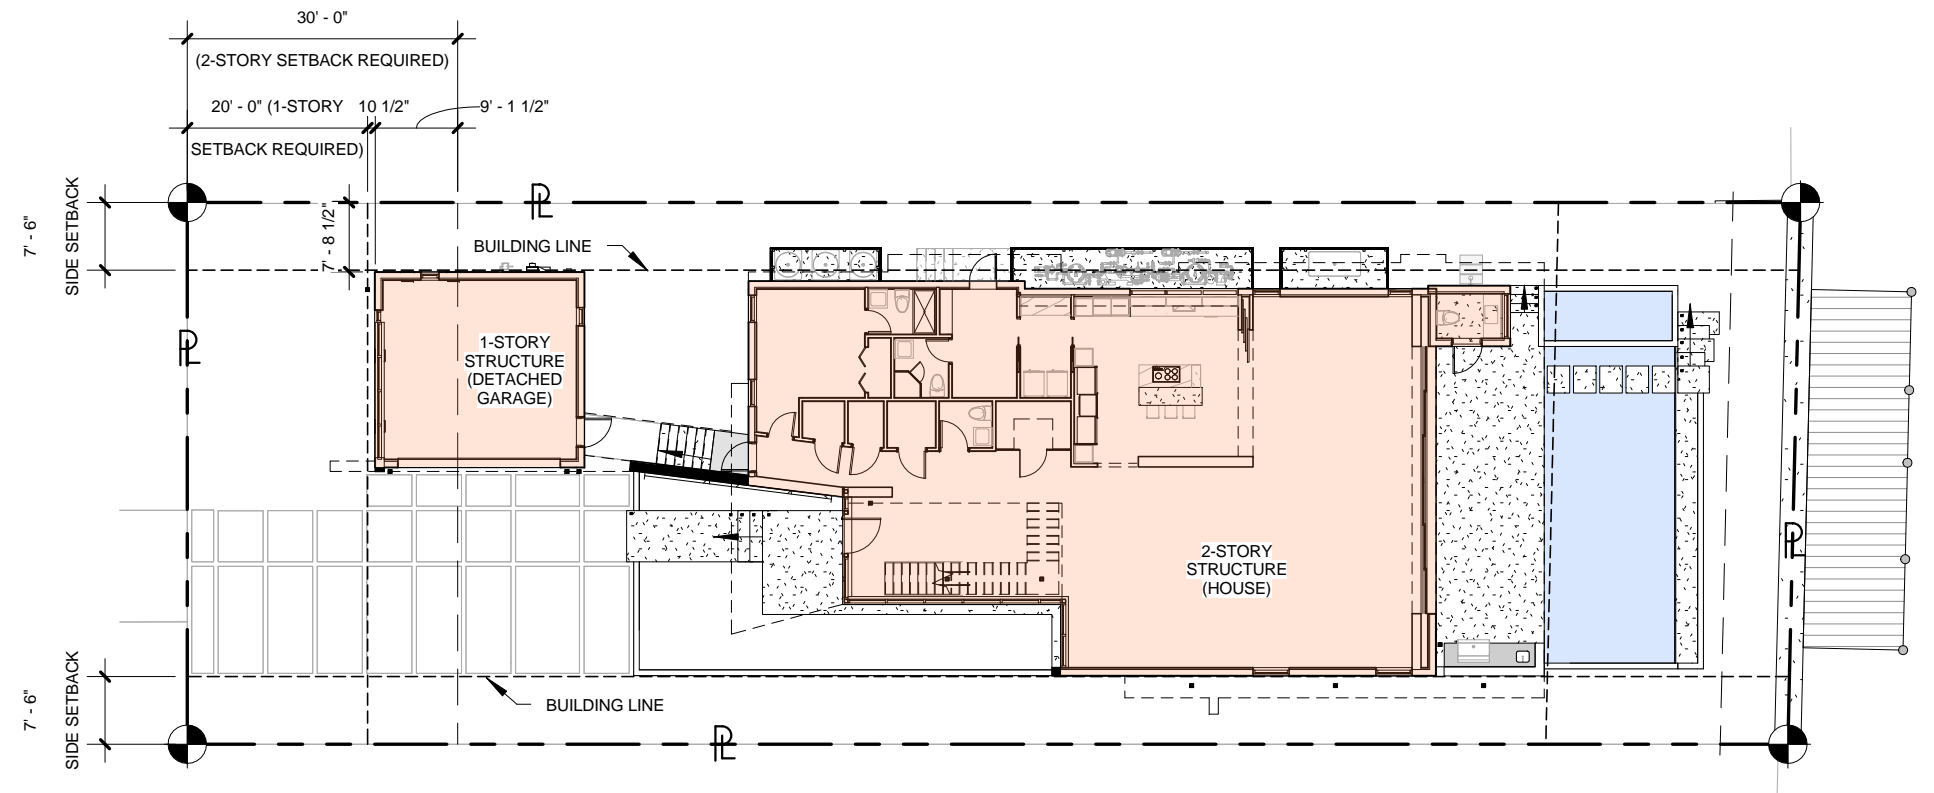 30' - 0"
(2-STORY SETBACK REQUIRED)
20' - 0" (1-STORY
SETBACK REQUIRED)
10 1/2"
9' - 1 1/2"
7' - 6"
SIDE SETBACK
7' - 8 1/2"
PL
BUILDING LINE
PL
1-STORY
STRUCTURE
(DETACHED
GARAGE)
2-STORY
STRUCTURE
(HOUSE)
PL
7' - 6"
SIDE SETBACK
BUILDING LINE
PL